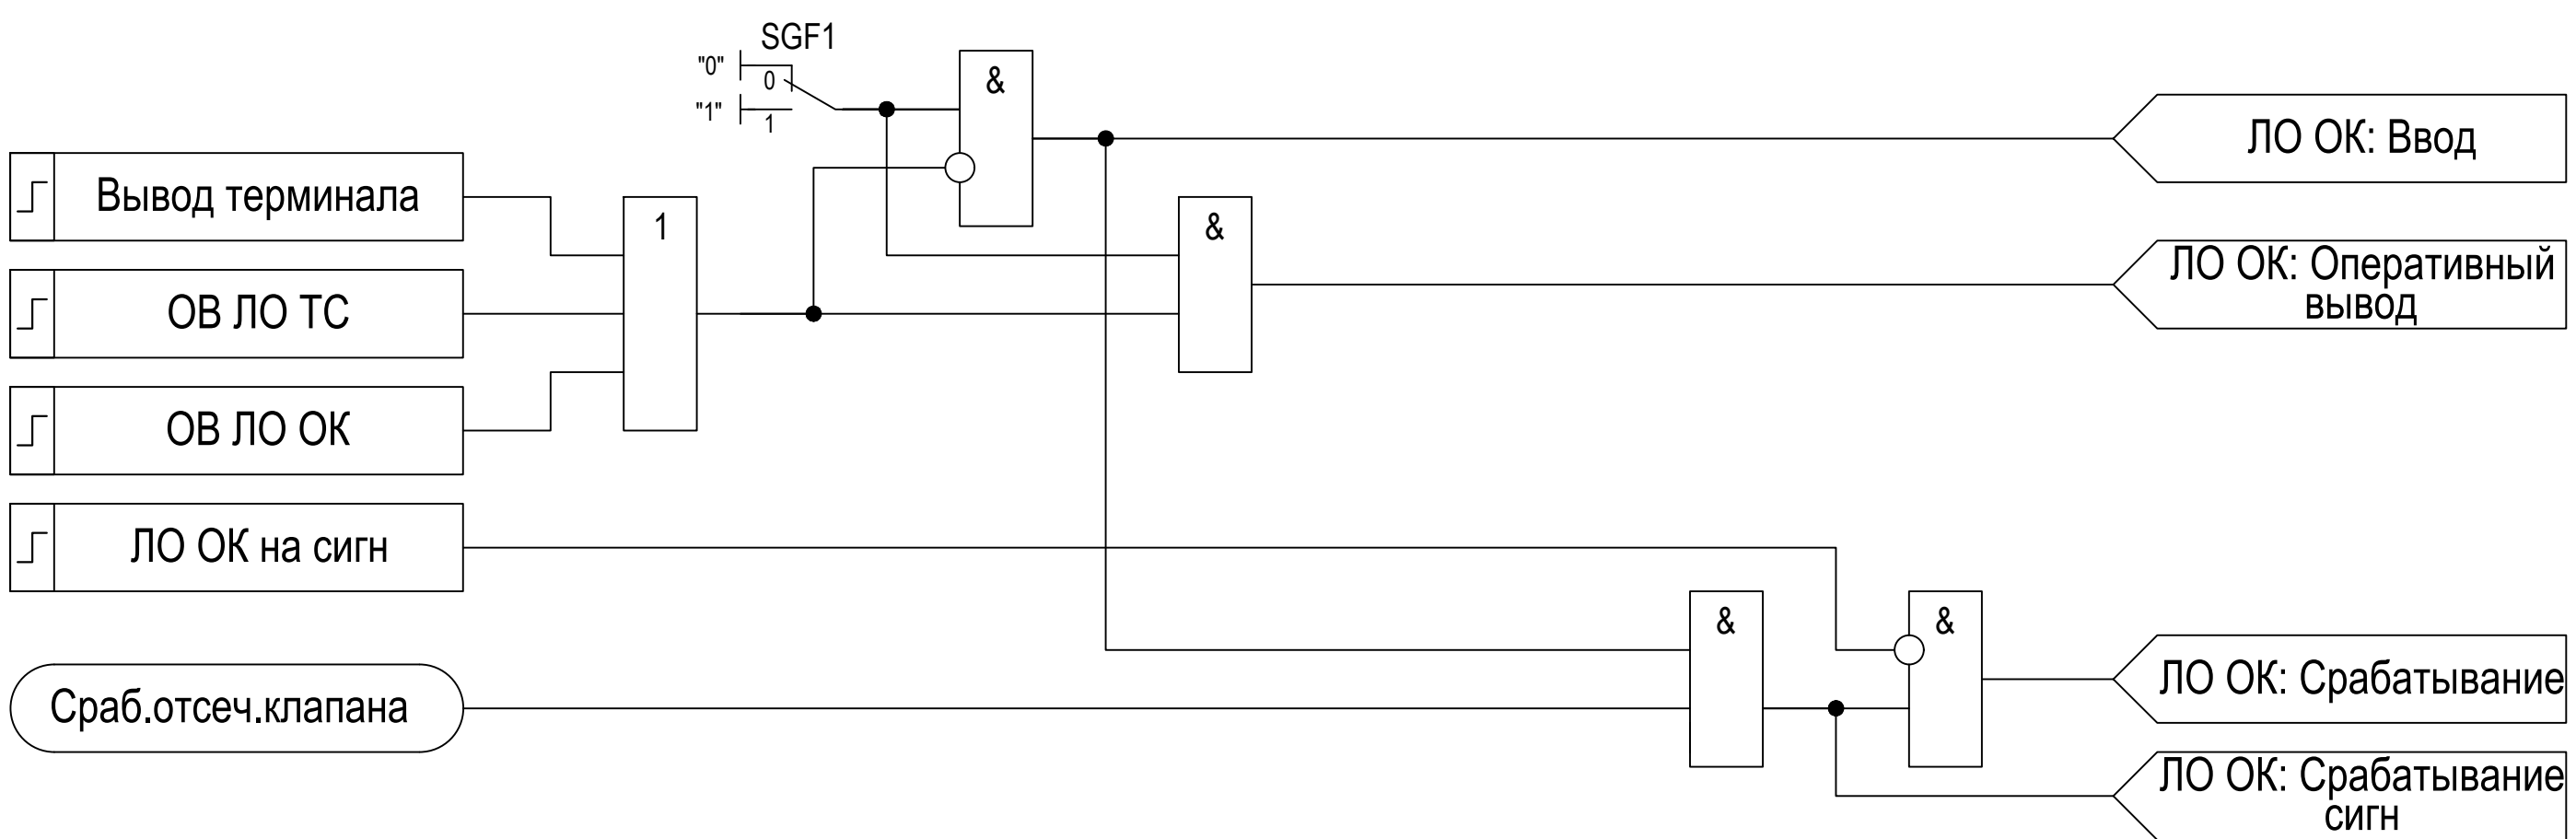 SGF1
"0"
0
"1"
1
&
ЛО ОК: Ввод
Вывод терминала
1
&
ЛО ОК: Оперативный
вывод
ОВ ЛО ТС
ОВ ЛО ОК
ЛО ОК на сигн
&
&
Сраб.отсеч.клапана
ЛО ОК: Срабатывание
ЛО ОК: Срабатывание
сигн